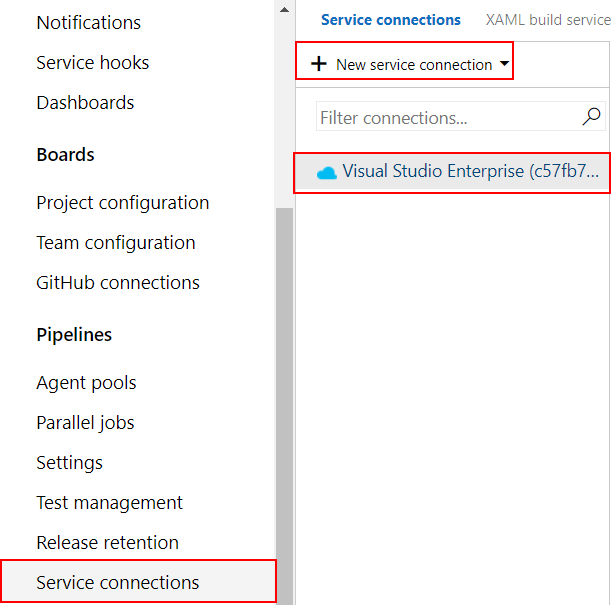 Notifications
Service hooks
Dashboards
Boards
Project configuration
Team configuration
GitHub connections
Pipelines
Agent pools
Parallel jobs
Settings
Test management
Release retention
Service connections
Service connections XAML build service
New service connection
Filter connections...
Visual Studio Enterprise (c57fb7...